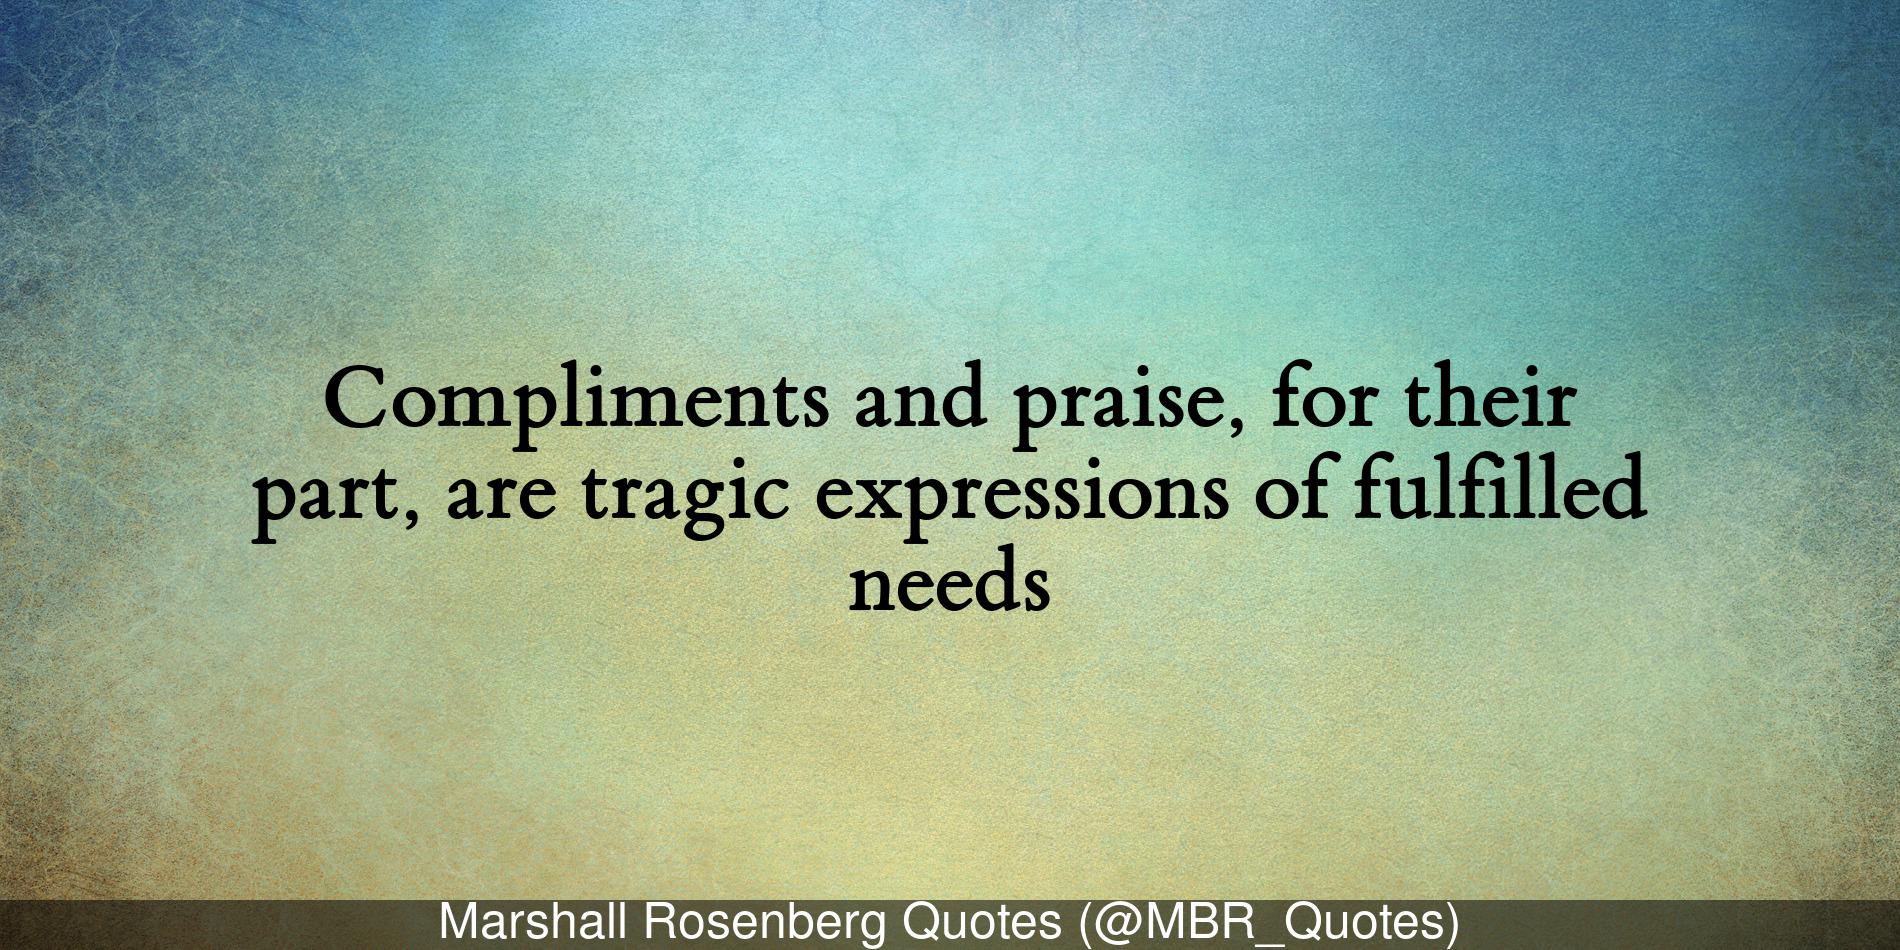 Compliments and praise, for their
part, are tragic expressions of fulfilled
needs
Marshall Rosenberg Quotes (@MBR_Quotes)